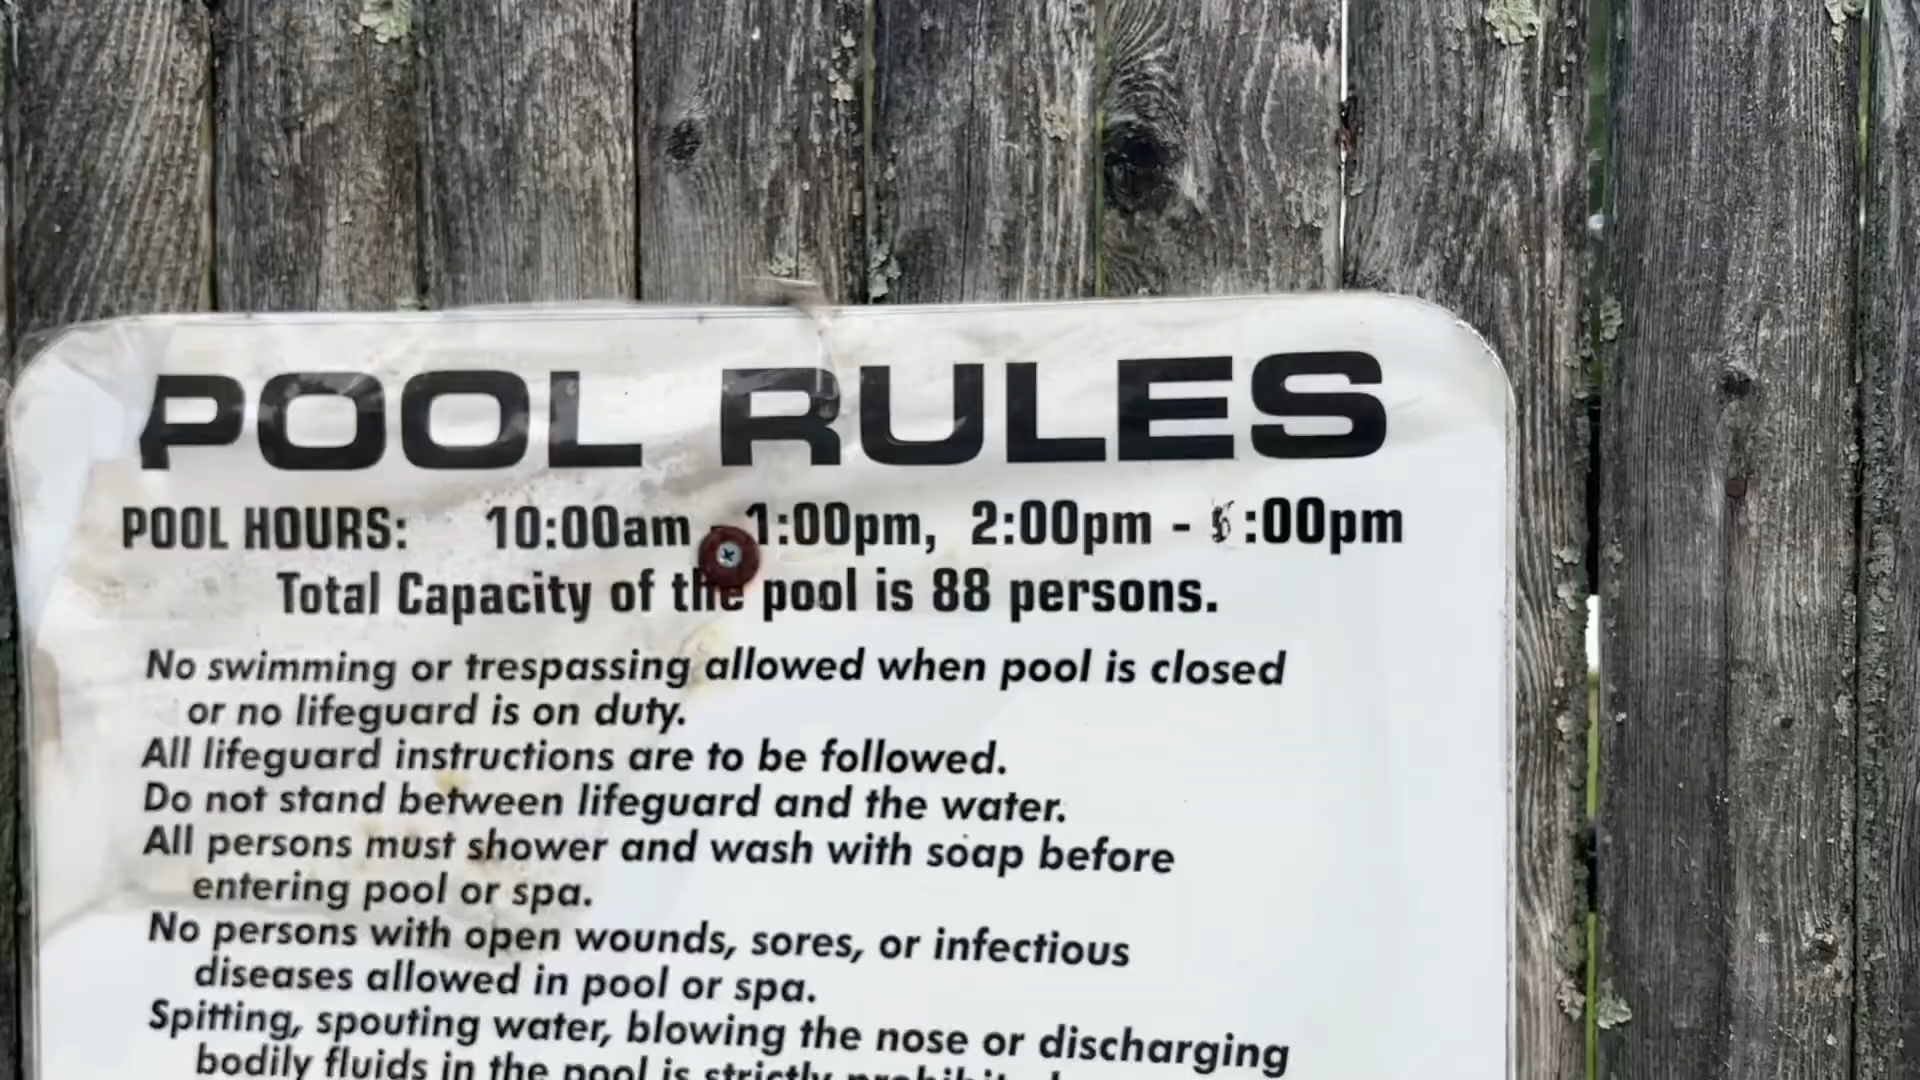 POOL RULES
POOL HOURS: 10:00am - 1:00pm, 2:00pm - :00pm
Total Capacity of the pool is 88 persons.
No swimming or trespassing allowed when pool is closed
or no lifeguard is on duty.
All lifeguard instructions are to be followed.
Do not stand between lifeguard and the water.
All persons must shower and wash with soap before
entering pool or spa.
No persons with open wounds, sores, or infectious
diseases allowed in pool or spa.
Spitting, spouting water, blowing the nose or discharging
bodily fluids in the pool is strictly